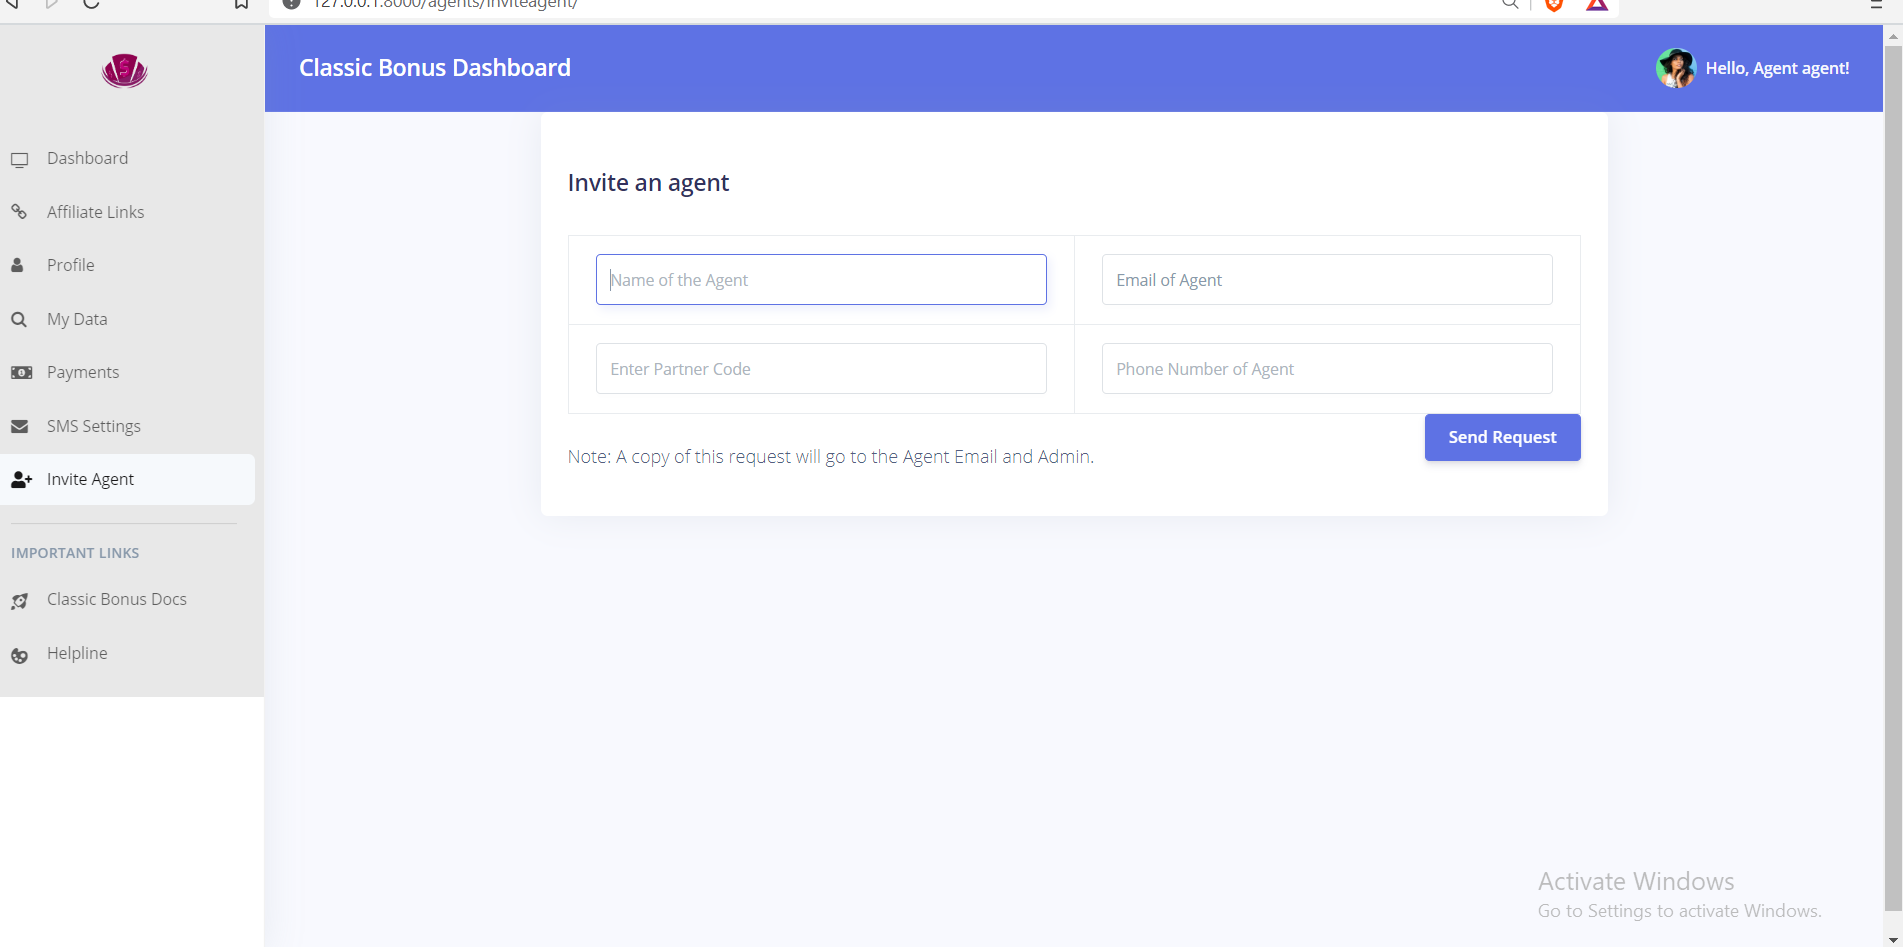 127.0.0.1:8000/agents/inviteagent/
Classic Bonus Dashboard
Hello, Agent agent!
Dashboard
Affiliate Links
Profile
My Data
Payments
SMS Settings
Invite Agent
IMPORTANT LINKS
Classic Bonus Docs
Helpline
Invite an agent
Name of the Agent
Email of Agent
Enter Partner Code
Phone Number of Agent
Send Request
Note: A copy of this request will go to the Agent Email and Admin.
Activate Windows
Go to Settings to activate Windows.